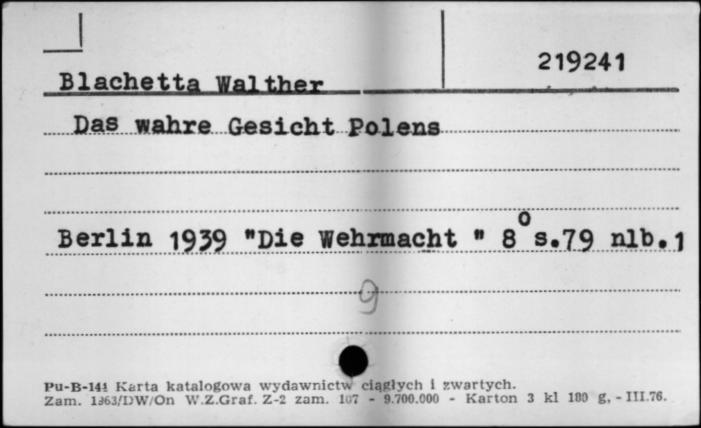 219241
Blachetta Walther
Das wahre Gesicht Polens
Berlin 1939 "Die Wehrmacht " 8° s.79 nlb.1
9
Pu-B-141 Karta katalogowa wydawnictw ciągłych i zwartych.
Zam. 1363/DW/On W.Z.Graf. Z-2 zam. 107 - 9.700.000 - Karton 3 kl 180 g. - III.76.